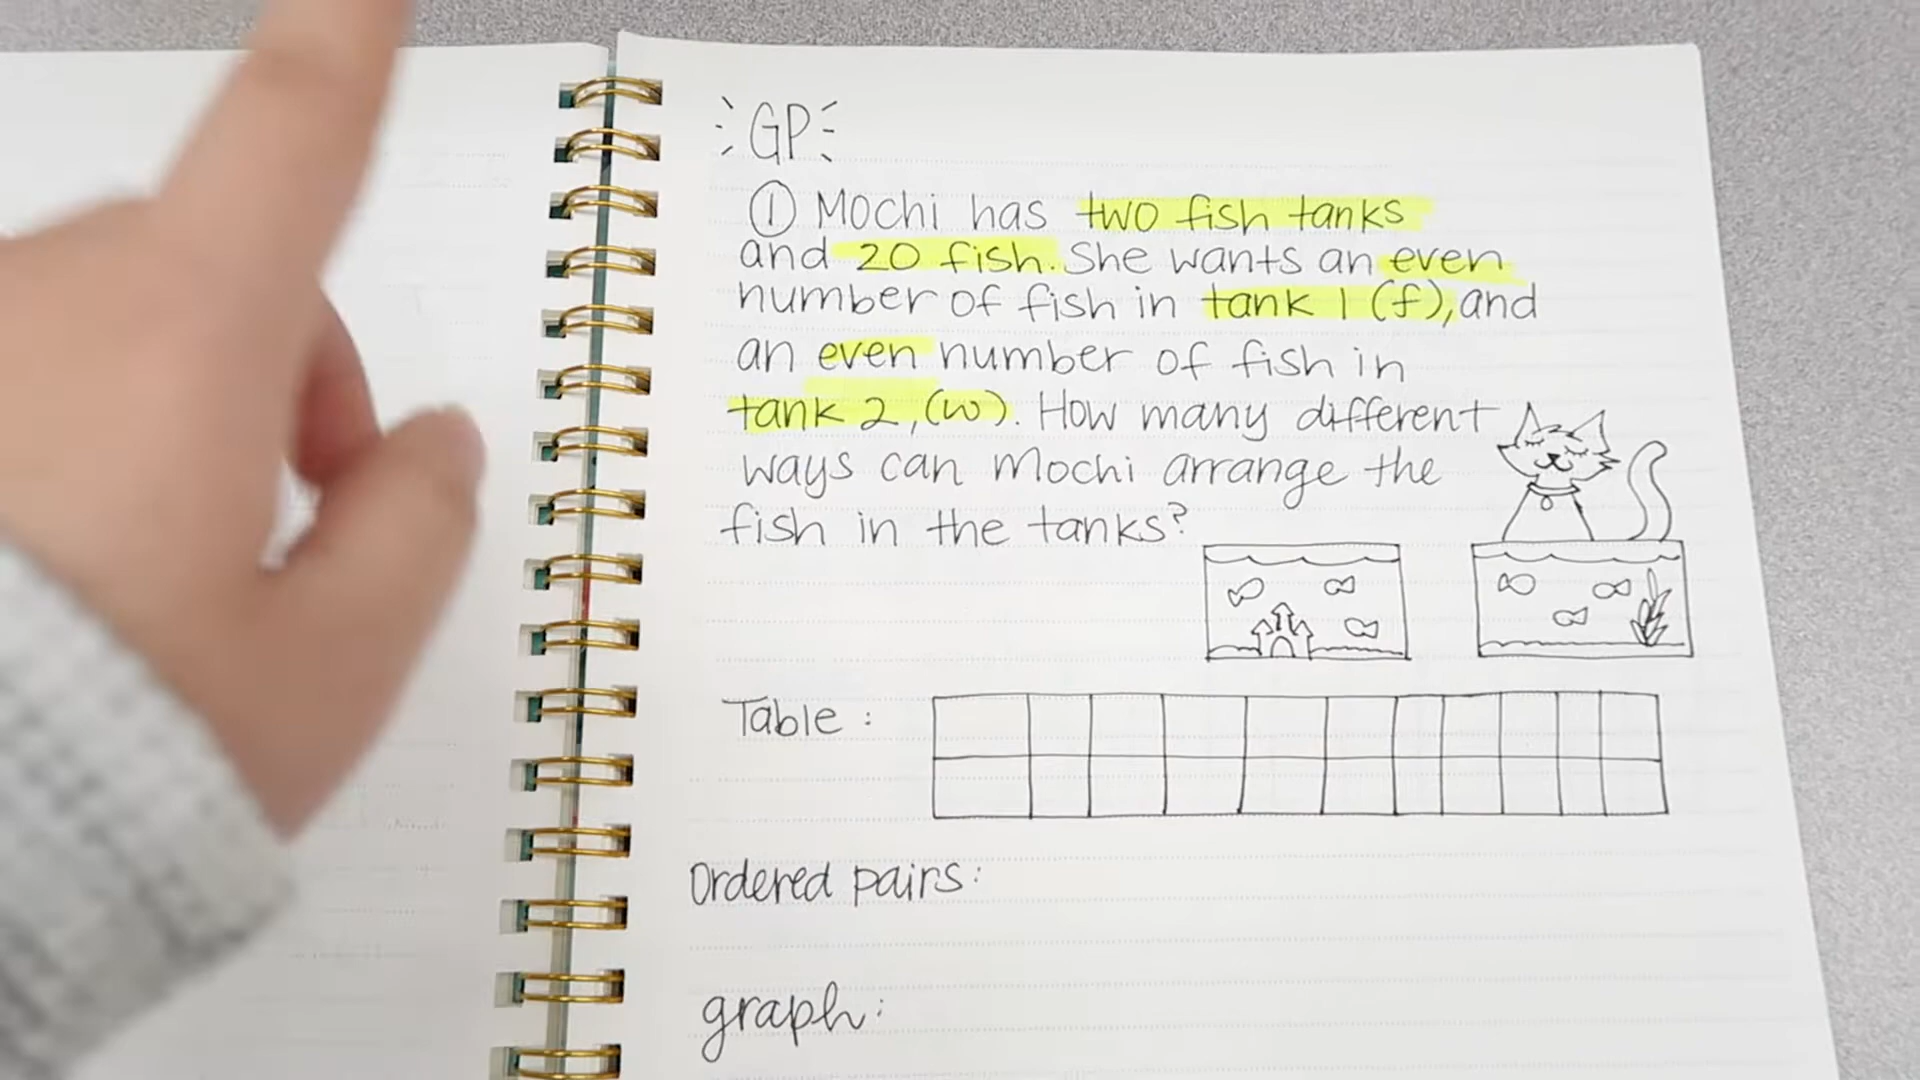 GP
① Mochi has two fish tanks
and 20 fish. She wants an even
number of fish in tank 1 (f), and
an even number of fish in
tank 2, (w). How many different
ways can Mochi arrange the
fish in the tanks?
Table :
Ordered pairs:
graph: